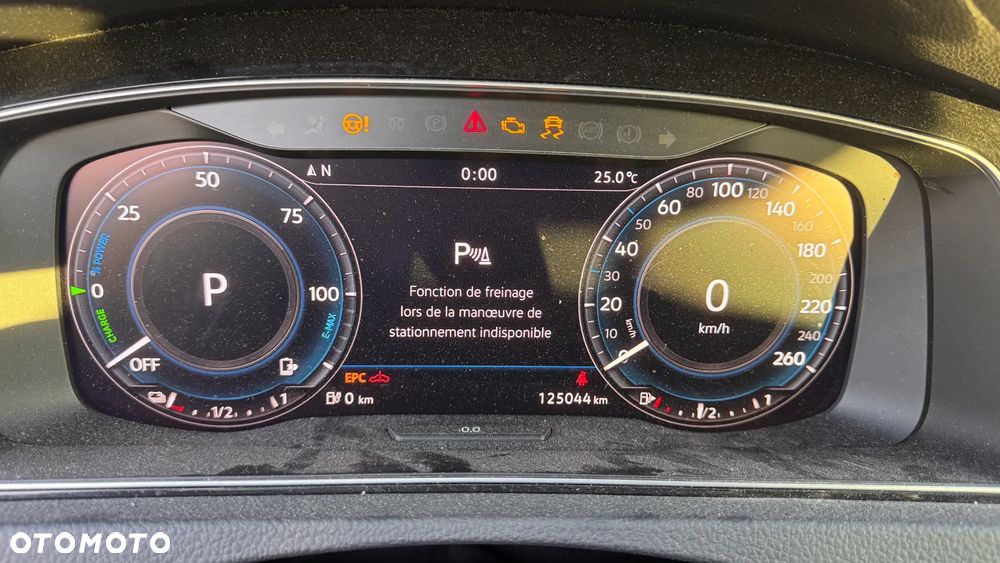 N 0:00 25.0°C
25 50 75 100
% POWER
0
CHARGE
OFF
E-MAX
P
1/2 1
Fonction de freinage
lors de la manœuvre de
stationnement indisponible
P
EPC
0 km
125044 km
0 10 20 30 40 50 60 80 100 120 140 160 180 200 220 240 260
km/h
0
km/h
1/2 1
0.0
OTOMOTO